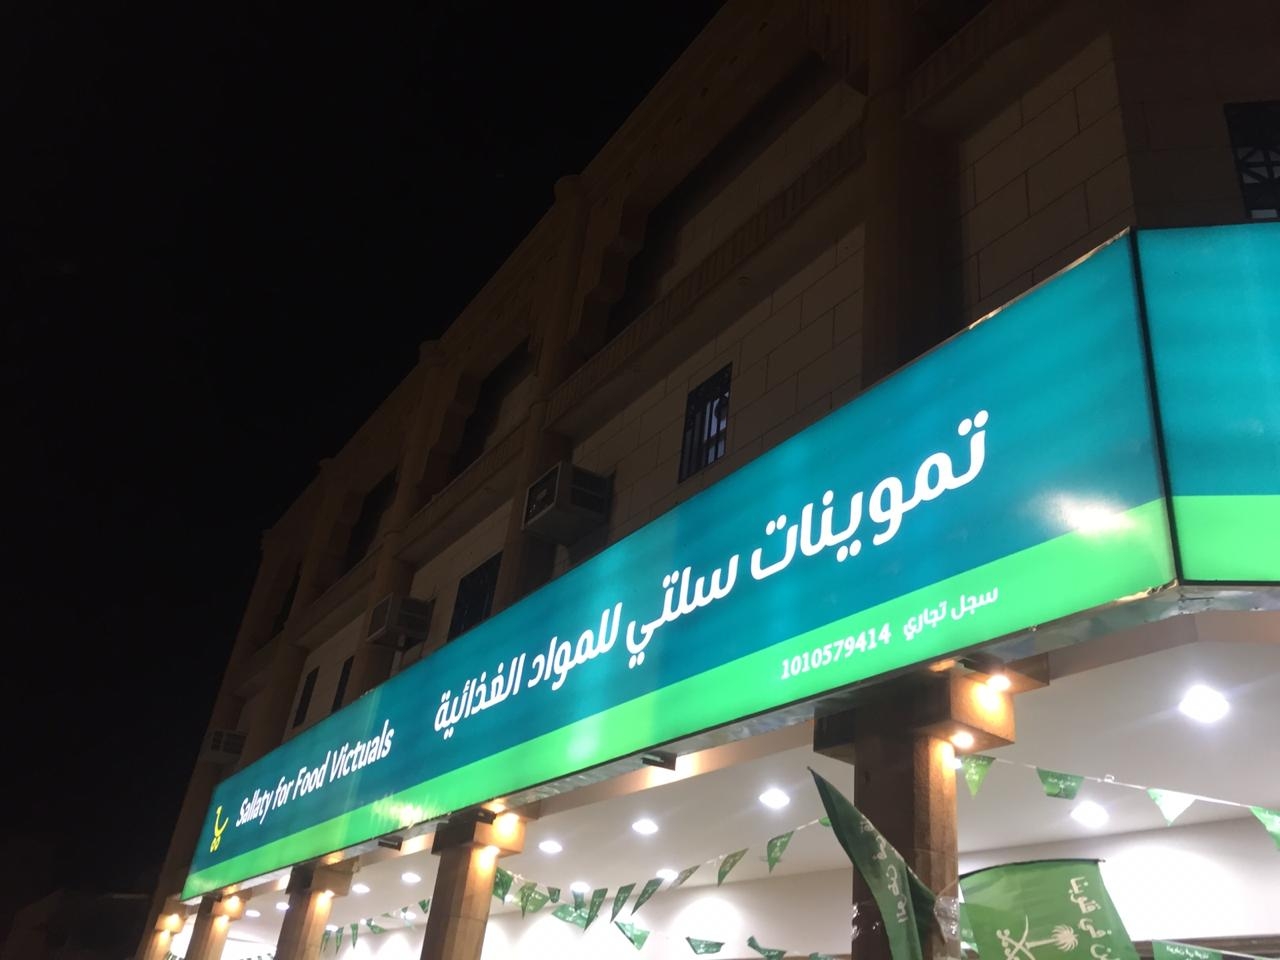 تموينات سلتي للمواد الغذائية
Sallaty for Food Victuals
سجل تجاري 1010579414